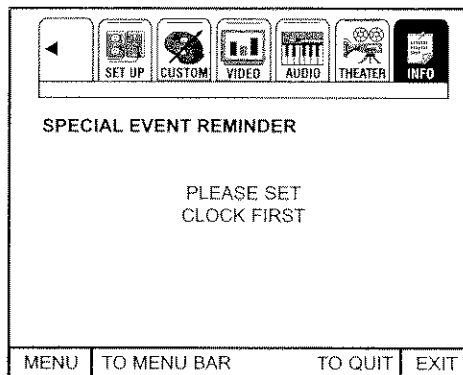 SET UP CUSTOM VIDEO AUDIO THEATER INFO
SPECIAL EVENT REMINDER
PLEASE SET
CLOCK FIRST
MENU TO MENU BAR TO QUIT EXIT